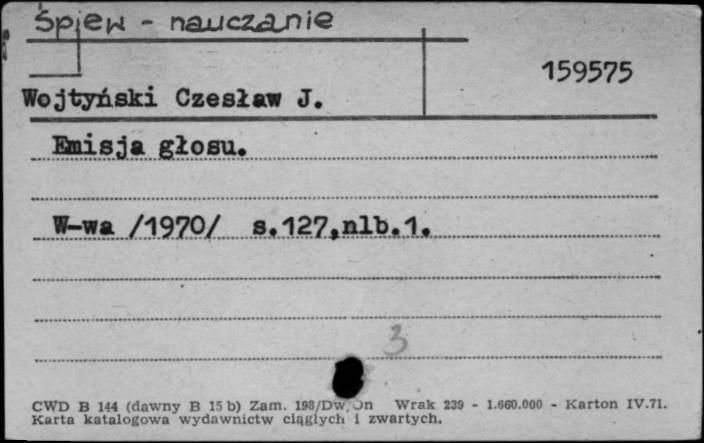 śpiew - nauczanie
159575
Wojtyński Czesław J.
Emisja głosu.
W-wa /1970/ s.127,nlb.1.
3
CWD B 144 (dawny B 15 b) Zam. 198/Dw/On Wrak 239 - 1.660.000 - Karton IV.71.
Karta katalogowa wydawnictw ciągłych i zwartych.